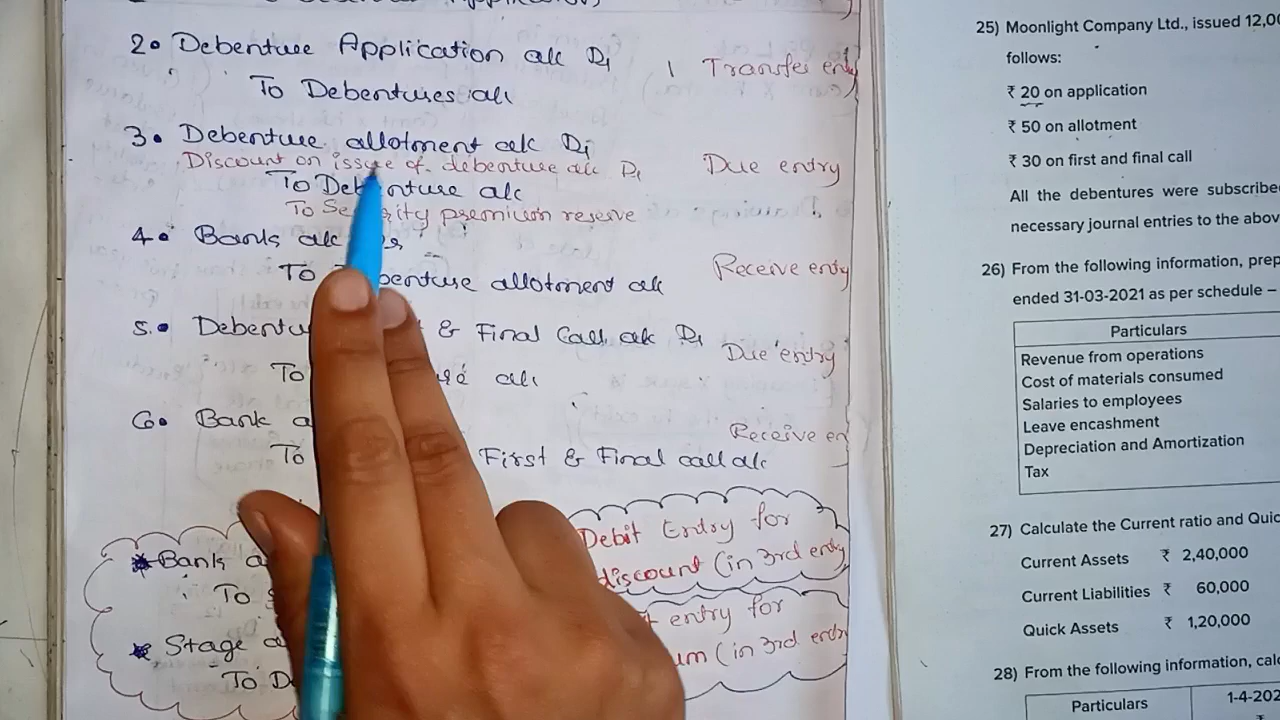 2. Debenture Application a/c Dr
To Debentures a/c
Transfer enty
3. Debenture allotment a/c Dr
Discount on issue of debenture a/c Dr
Due entry
To Debenture a/c
To Security premium reserve
4. Bank a/c Dr
To Debenture allotment a/c
Receive enty
5. & Final Call a/c Dr
Due entry
To a/c
6. Bank
Receive en
To First & Final call a/c
Debit Entry for
discount (in 3rd entry
Bank a
To
entry for
(in 3rd entry
Stage a
To D
25) Moonlight Company Ltd., issued 12,0
follows:
₹ 20 on application
₹ 50 on allotment
₹ 30 on first and final call
All the debentures were subscribe
necessary journal entries to the abov
26) From the following information, prep
ended 31-03-2021 as per schedule –
Particulars
Revenue from operations
Cost of materials consumed
Salaries to employees
Leave encashment
Depreciation and Amortization
Tax
27) Calculate the Current ratio and Quic
Current Assets ₹ 2,40,000
Current Liabilities ₹ 60,000
Quick Assets ₹ 1,20,000
28) From the following information, calc
Particulars 1-4-202